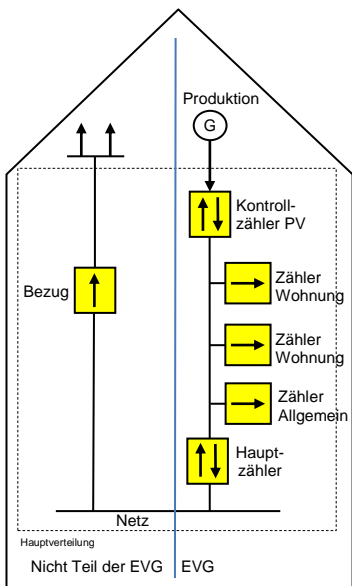 Produktion
G
Kontroll-
zähler PV
Bezug
Zähler
Wohnung
Zähler
Wohnung
Zähler
Allgemein
Haupt-
zähler
Netz
Hauptverteilung
Nicht Teil der EVG
EVG